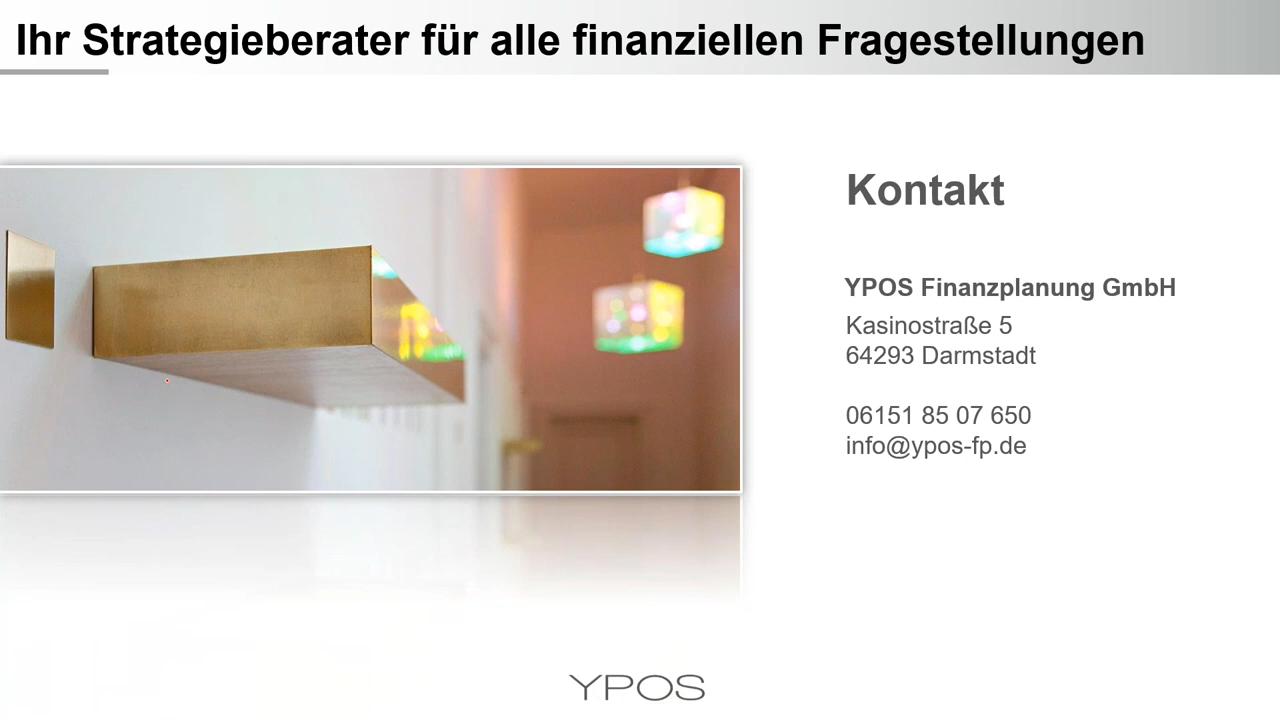 Ihr Strategieberater für alle finanziellen Fragestellungen
Kontakt
YPOS Finanzplanung GmbH
Kasinostraße 5
64293 Darmstadt
06151 85 07 650
info@ypos-fp.de
YPOS